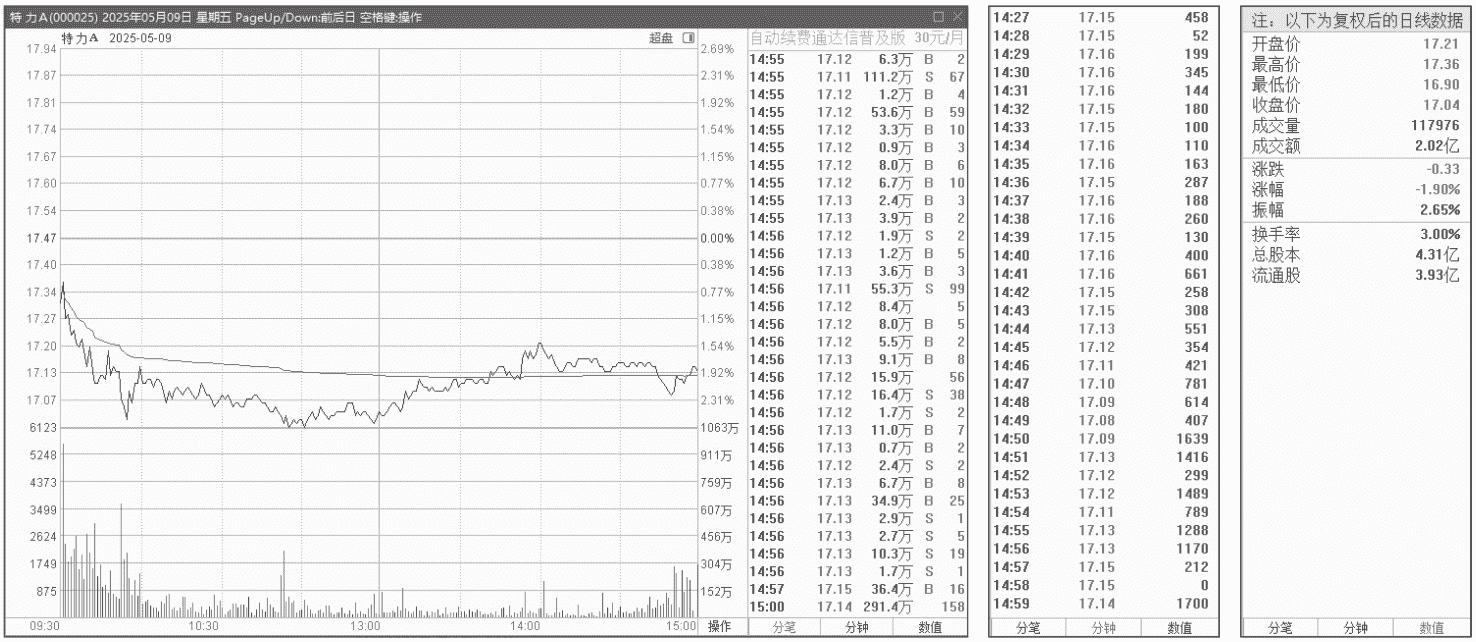 特 力A(000025) 2025年05月09日 星期五 PageUp/Down:前后日 空格键:操作
特 力A 2025-05-09 超盘
17.94 2.69%
17.87 2.31%
17.81 1.92%
17.74 1.54%
17.67 1.15%
17.60 0.77%
17.54 0.38%
17.47 0.00%
17.40 0.38%
17.34 0.77%
17.27 1.15%
17.20 1.54%
17.13 1.92%
17.07 2.31%
6123 1063万
5248 911万
4373 759万
3499 607万
2624 456万
1749 304万
875 152万
09:30 10:30 13:00 14:00 15:00 操作
自动续费通达信普及版 30元/月
14:55 17.12 6.3万 B 2
14:55 17.11 111.2万 S 67
14:55 17.12 1.2万 B 4
14:55 17.12 53.6万 B 59
14:55 17.12 3.3万 B 10
14:55 17.12 0.9万 B 3
14:55 17.12 8.0万 B 6
14:55 17.12 6.7万 B 10
14:55 17.13 2.4万 B 3
14:55 17.13 3.9万 B 2
14:56 17.12 1.9万 S 2
14:56 17.13 1.2万 B 5
14:56 17.13 3.6万 B 3
14:56 17.11 55.3万 S 99
14:56 17.12 8.4万 5
14:56 17.12 8.0万 B 5
14:56 17.12 5.5万 B 2
14:56 17.13 9.1万 B 8
14:56 17.12 15.9万 56
14:56 17.12 16.4万 S 38
14:56 17.12 1.7万 S 2
14:56 17.13 11.0万 B 7
14:56 17.13 0.7万 B 2
14:56 17.12 2.4万 S 2
14:56 17.13 6.7万 B 8
14:56 17.13 34.9万 B 25
14:56 17.13 2.9万 S 1
14:56 17.13 2.7万 S 5
14:56 17.13 10.3万 S 19
14:56 17.13 1.7万 S 1
14:57 17.15 36.4万 B 16
15:00 17.14 291.4万 158
分笔 分钟 数值
14:27 17.15 458
14:28 17.15 52
14:29 17.16 199
14:30 17.16 345
14:31 17.16 144
14:32 17.15 180
14:33 17.15 100
14:34 17.16 110
14:35 17.16 163
14:36 17.15 287
14:37 17.16 188
14:38 17.16 260
14:39 17.15 130
14:40 17.16 400
14:41 17.16 661
14:42 17.15 258
14:43 17.15 308
14:44 17.13 551
14:45 17.12 354
14:46 17.11 421
14:47 17.10 781
14:48 17.09 614
14:49 17.08 407
14:50 17.09 1639
14:51 17.13 1416
14:52 17.12 299
14:53 17.12 1489
14:54 17.11 789
14:55 17.13 1288
14:56 17.13 1170
14:57 17.15 212
14:58 17.15 0
14:59 17.14 1700
分笔 分钟 数值
注: 以下为复权后的日线数据
开盘价 17.21
最高价 17.36
最低价 16.90
收盘价 17.04
成交量 117976
成交额 2.02亿
涨跌 -0.33
涨幅 -1.90%
振幅 2.65%
换手率 3.00%
总股本 4.31亿
流通股 3.93亿
分笔 分钟 数值